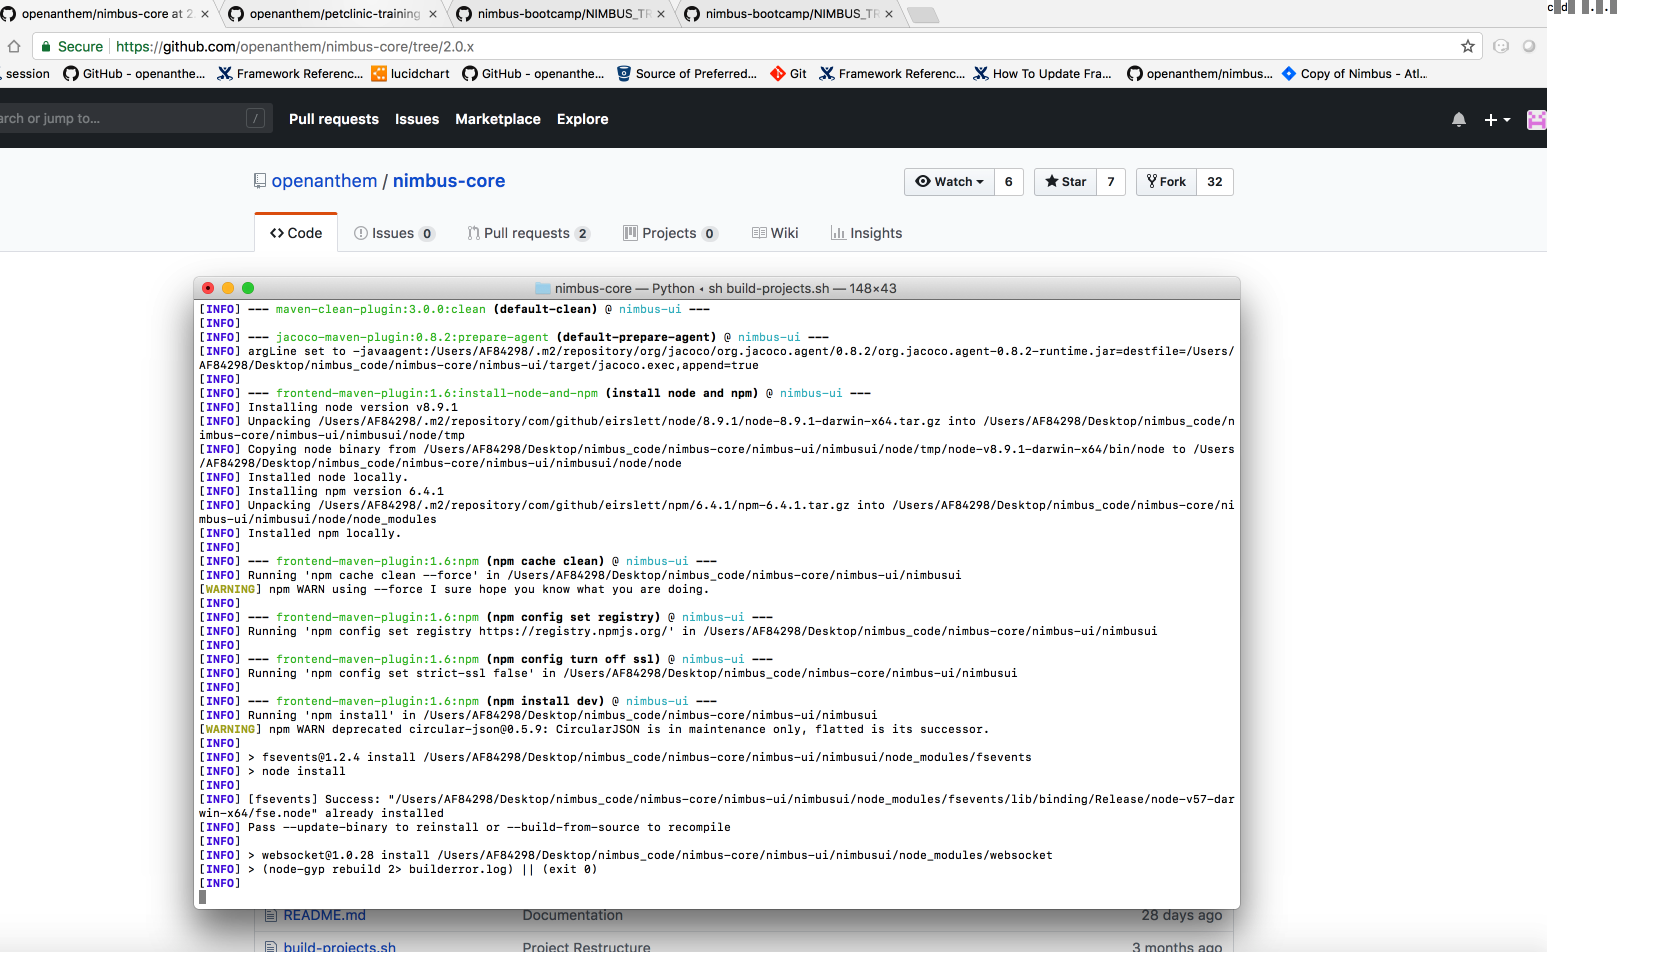 openanthem/nimbus-core at 2. × openanthem/petclinic-training × nimbus-bootcamp/NIMBUS_TR × nimbus-bootcamp/NIMBUS_TR ×
Secure https://github.com/openanthem/nimbus-core/tree/2.0.x
session GitHub - openanthe... Framework Referenc... lucidchart GitHub - openanthe... Source of Preferred... Git Framework Referenc... How To Update Fra... openanthem/nimbus... Copy of Nimbus - Atl...
arch or jump to... / Pull requests Issues Marketplace Explore
openanthem / nimbus-core Watch 6 Star 7 Fork 32
Code Issues 0 Pull requests 2 Projects 0 Wiki Insights
nimbus-core — Python ◂ sh build-projects.sh — 148×43
[INFO] --- maven-clean-plugin:3.0.0:clean (default-clean) @ nimbus-ui ---
[INFO]
[INFO] --- jacoco-maven-plugin:0.8.2:prepare-agent (default-prepare-agent) @ nimbus-ui ---
[INFO] argLine set to -javaagent:/Users/AF84298/.m2/repository/org/jacoco/org.jacoco.agent/0.8.2/org.jacoco.agent-0.8.2-runtime.jar=destfile=/Users/
AF84298/Desktop/nimbus_code/nimbus-core/nimbus-ui/target/jacoco.exec,append=true
[INFO]
[INFO] --- frontend-maven-plugin:1.6:install-node-and-npm (install node and npm) @ nimbus-ui ---
[INFO] Installing node version v8.9.1
[INFO] Unpacking /Users/AF84298/.m2/repository/com/github/eirslett/node/8.9.1/node-8.9.1-darwin-x64.tar.gz into /Users/AF84298/Desktop/nimbus_code/n
imbus-core/nimbus-ui/nimbusui/node/tmp
[INFO] Copying node binary from /Users/AF84298/Desktop/nimbus_code/nimbus-core/nimbus-ui/nimbusui/node/tmp/node-v8.9.1-darwin-x64/bin/node to /Users
/AF84298/Desktop/nimbus_code/nimbus-core/nimbus-ui/nimbusui/node/node
[INFO] Installed node locally.
[INFO] Installing npm version 6.4.1
[INFO] Unpacking /Users/AF84298/.m2/repository/com/github/eirslett/npm/6.4.1/npm-6.4.1.tar.gz into /Users/AF84298/Desktop/nimbus_code/nimbus-core/ni
mbus-ui/nimbusui/node/node_modules
[INFO] Installed npm locally.
[INFO]
[INFO] --- frontend-maven-plugin:1.6:npm (npm cache clean) @ nimbus-ui ---
[INFO] Running 'npm cache clean --force' in /Users/AF84298/Desktop/nimbus_code/nimbus-core/nimbus-ui/nimbusui
[WARNING] npm WARN using --force I sure hope you know what you are doing.
[INFO]
[INFO] --- frontend-maven-plugin:1.6:npm (npm config set registry) @ nimbus-ui ---
[INFO] Running 'npm config set registry https://registry.npmjs.org/' in /Users/AF84298/Desktop/nimbus_code/nimbus-core/nimbus-ui/nimbusui
[INFO]
[INFO] --- frontend-maven-plugin:1.6:npm (npm config turn off ssl) @ nimbus-ui ---
[INFO] Running 'npm config set strict-ssl false' in /Users/AF84298/Desktop/nimbus_code/nimbus-core/nimbus-ui/nimbusui
[INFO]
[INFO] --- frontend-maven-plugin:1.6:npm (npm install dev) @ nimbus-ui ---
[INFO] Running 'npm install' in /Users/AF84298/Desktop/nimbus_code/nimbus-core/nimbus-ui/nimbusui
[WARNING] npm WARN deprecated circular-json@0.5.9: CircularJSON is in maintenance only, flatted is its successor.
[INFO]
[INFO] > fsevents@1.2.4 install /Users/AF84298/Desktop/nimbus_code/nimbus-core/nimbus-ui/nimbusui/node_modules/fsevents
[INFO] > node install
[INFO]
[INFO] [fsevents] Success: "/Users/AF84298/Desktop/nimbus_code/nimbus-core/nimbus-ui/nimbusui/node_modules/fsevents/lib/binding/Release/node-v57-dar
win-x64/fse.node" already installed
[INFO] Pass --update-binary to reinstall or --build-from-source to recompile
[INFO]
[INFO] > websocket@1.0.28 install /Users/AF84298/Desktop/nimbus_code/nimbus-core/nimbus-ui/nimbusui/node_modules/websocket
[INFO] > (node-gyp rebuild 2> builderror.log) || (exit 0)
[INFO]
README.md Documentation 28 days ago
build-projects.sh Project Restructure 3 months ago